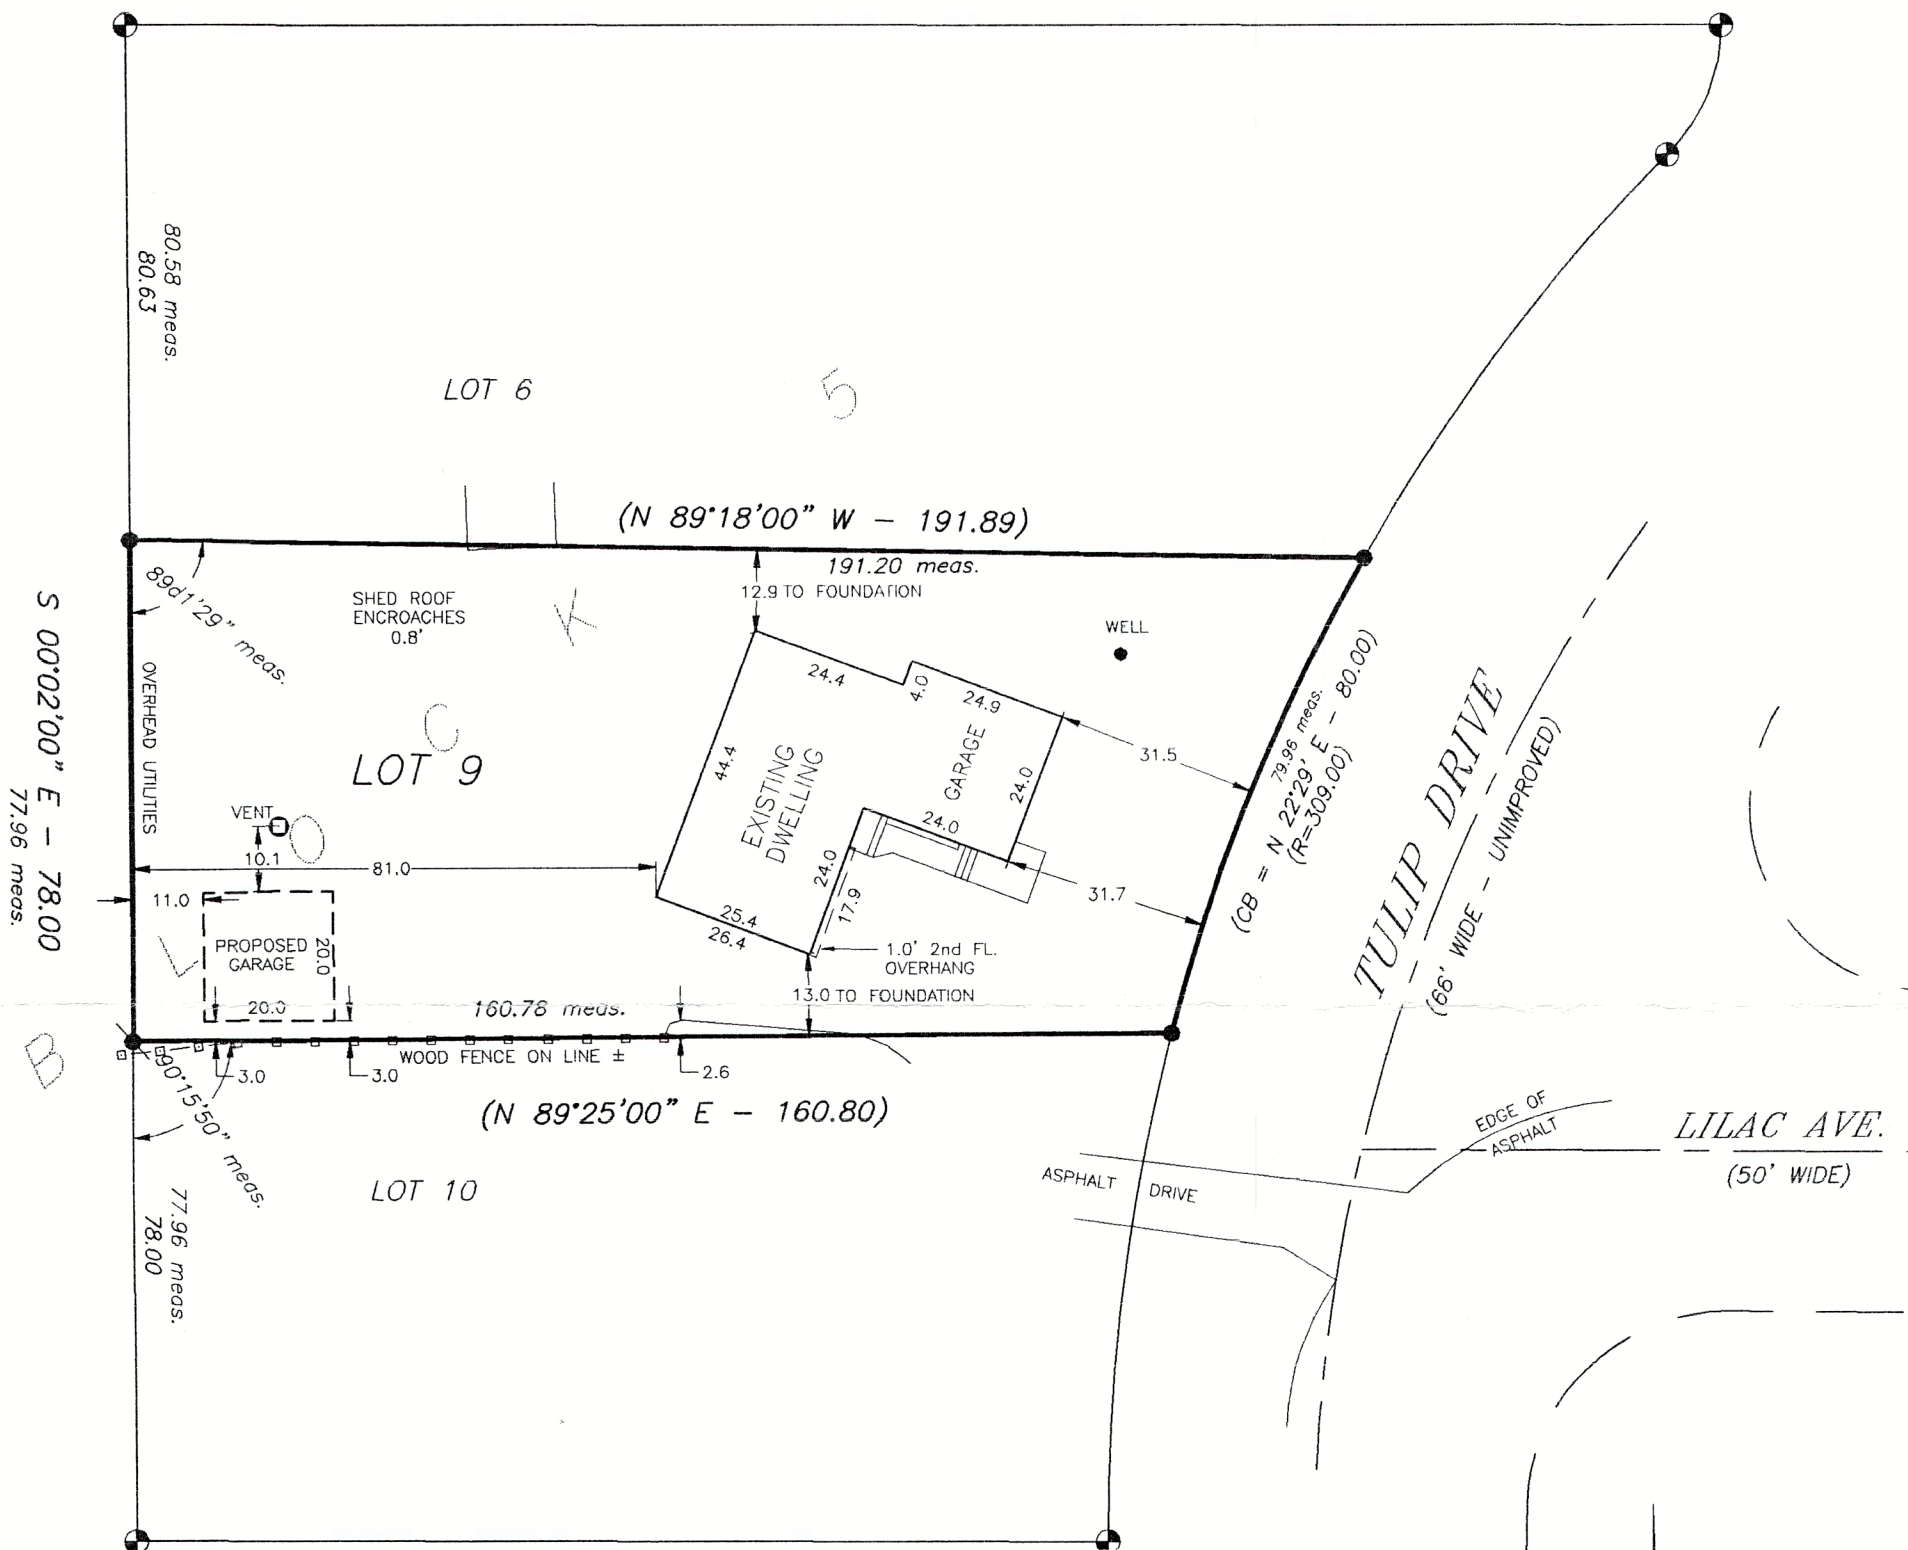 80.58 meas.
80.63
LOT 6
5
(N 89°18'00" W – 191.89)
191.20 meas.
12.9 TO FOUNDATION
89d1'29" meas.
SHED ROOF
ENCROACHES
0.8'
K
WELL
S 00°02'00" E – 78.00
77.96 meas.
OVERHEAD UTILITIES
24.4
4.0
24.9
GARAGE
24.0
31.5
79.96 meas.
(CB = N 22°29' E – 80.00)
(R=309.00)
TULIP DRIVE
(66' WIDE – UNIMPROVED)
C
LOT 9
44.4
EXISTING
DWELLING
VENT
O
10.1
81.0
24.0
24.0
17.9
31.7
11.0
L
PROPOSED
GARAGE
20.0
20.0
25.4
26.4
1.0' 2nd FL.
OVERHANG
13.0 TO FOUNDATION
160.78 meas.
B
WOOD FENCE ON LINE ±
3.0
3.0
2.6
90°15'50" meas.
(N 89°25'00" E – 160.80)
LOT 10
77.96 meas.
78.00
ASPHALT DRIVE
EDGE OF
ASPHALT
LILAC AVE.
(50' WIDE)